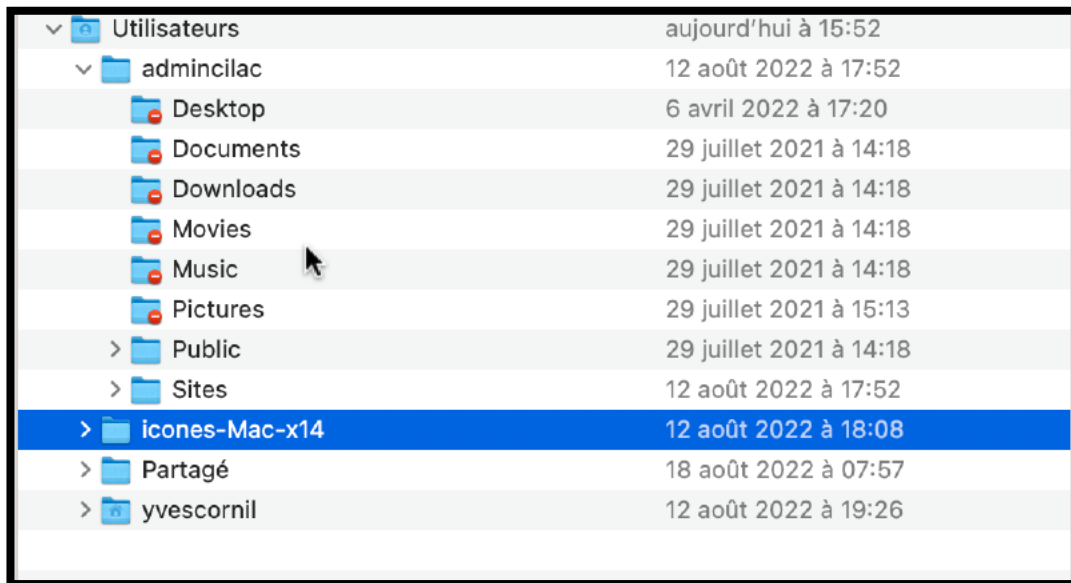 Utilisateurs aujourd'hui à 15:52
admincilac 12 août 2022 à 17:52
Desktop 6 avril 2022 à 17:20
Documents 29 juillet 2021 à 14:18
Downloads 29 juillet 2021 à 14:18
Movies 29 juillet 2021 à 14:18
Music 29 juillet 2021 à 14:18
Pictures 29 juillet 2021 à 15:13
Public 29 juillet 2021 à 14:18
Sites 12 août 2022 à 17:52
icones-Mac-x14 12 août 2022 à 18:08
Partagé 18 août 2022 à 07:57
yvescornil 12 août 2022 à 19:26